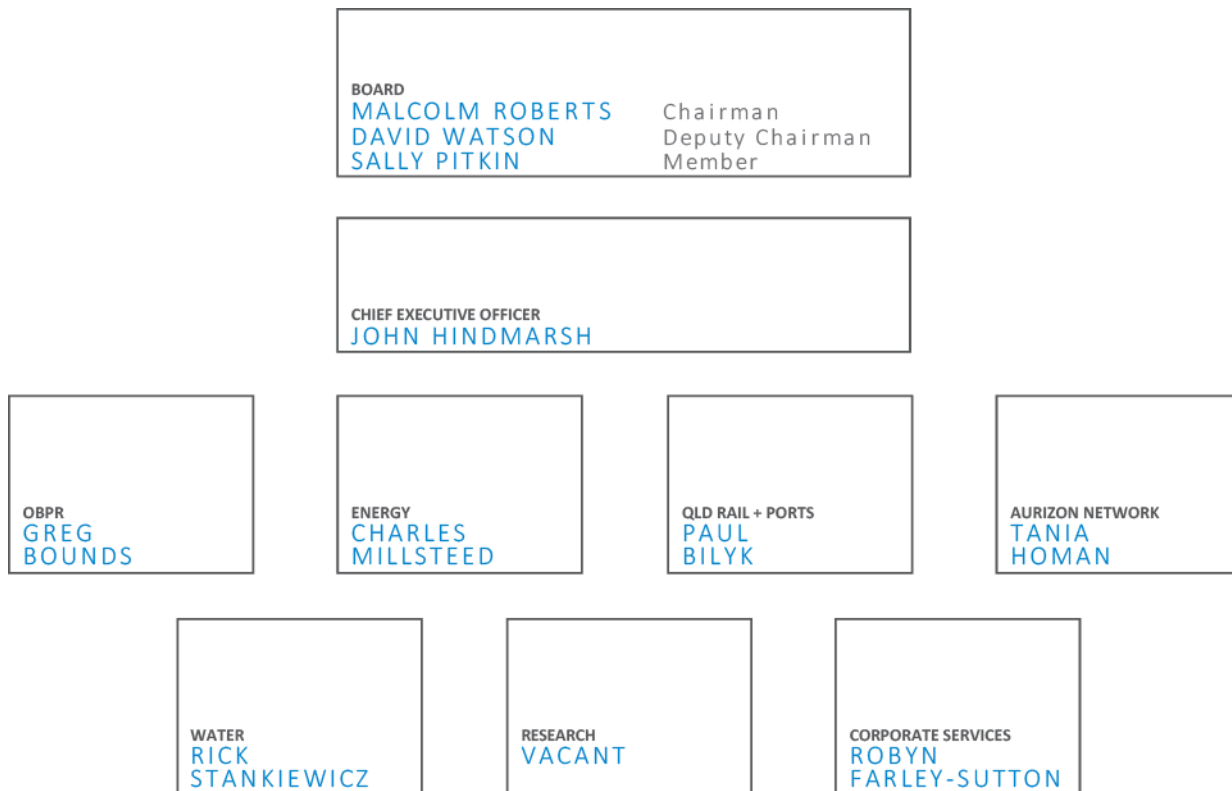 BOARD
MALCOLM ROBERTS Chairman
DAVID WATSON Deputy Chairman
SALLY PITKIN Member
CHIEF EXECUTIVE OFFICER
JOHN HINDMARSH
OBPR
GREG
BOUNDS
ENERGY
CHARLES
MILLSTEED
QLD RAIL + PORTS
PAUL
BILYK
AURIZON NETWORK
TANIA
HOMAN
WATER
RICK
STANKIEWICZ
RESEARCH
VACANT
CORPORATE SERVICES
ROBYN
FARLEY-SUTTON